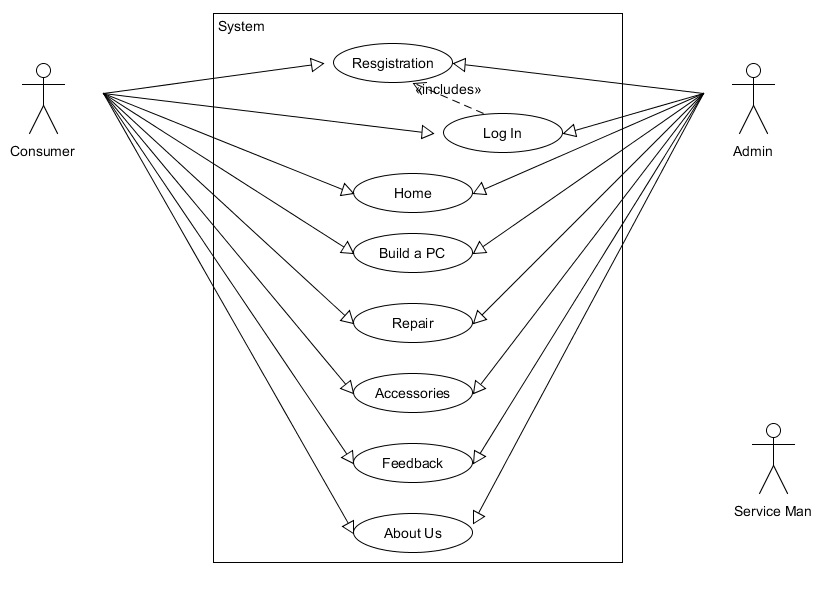 System
Resgistration
«includes»
Log In
Consumer
Admin
Home
Build a PC
Repair
Accessories
Feedback
Service Man
About Us